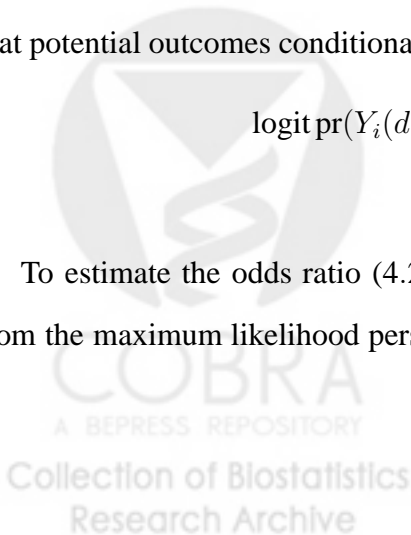 at potential outcomes conditiona
logit pr(Y_i(d
To estimate the odds ratio (4.2
om the maximum likelihood pers
COBRA
A BEPRESS REPOSITORY
Collection of Biostatistics
Research Archive